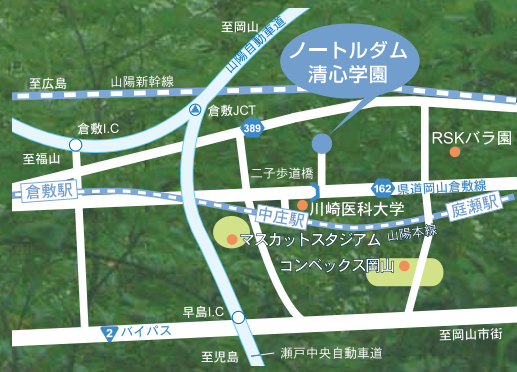 至岡山
山陽自動車道
ノートルダム
清心学園
至広島
山陽新幹線
倉敷JCT
倉敷I.C
389
RSKバラ園
至福山
二子歩道橋
162
県道岡山倉敷線
倉敷駅
川崎医科大学
中庄駅
庭瀬駅
山陽本線
マスカットスタジアム
コンベックス岡山
早島I.C
2
バイパス
至岡山市街
至児島
瀬戸中央自動車道